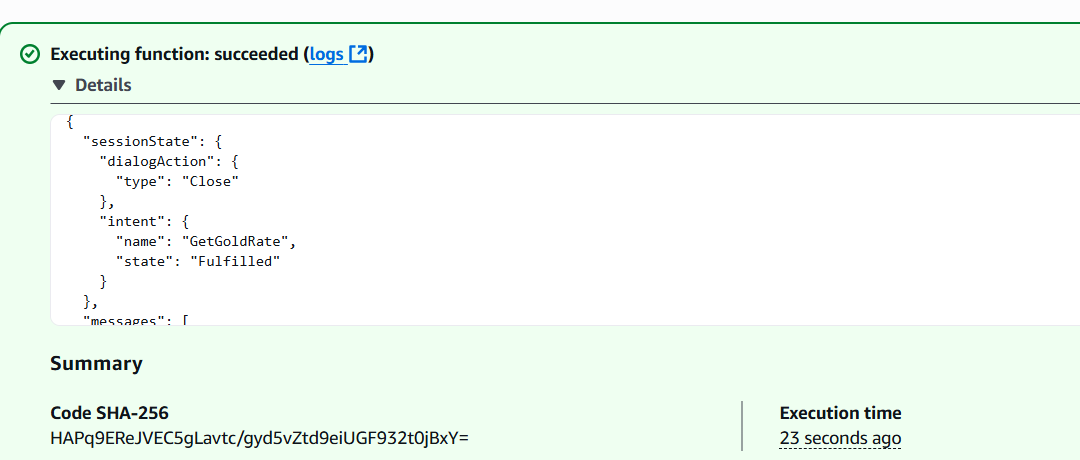 Executing function: succeeded (logs)
Details
{
"sessionState": {
"dialogAction": {
"type": "Close"
},
"intent": {
"name": "GetGoldRate",
"state": "Fulfilled"
}
},
"messages": [
Summary
Code SHA-256
HAPq9EReJVEC5gLavtc/gyd5vZtd9eiUGF932t0jBxY=
Execution time
23 seconds ago